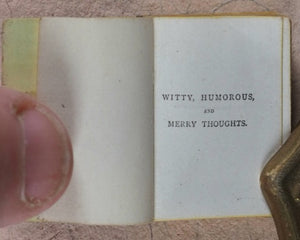 WITTY, HUMOROUS,
AND
MERRY THOUGHTS.